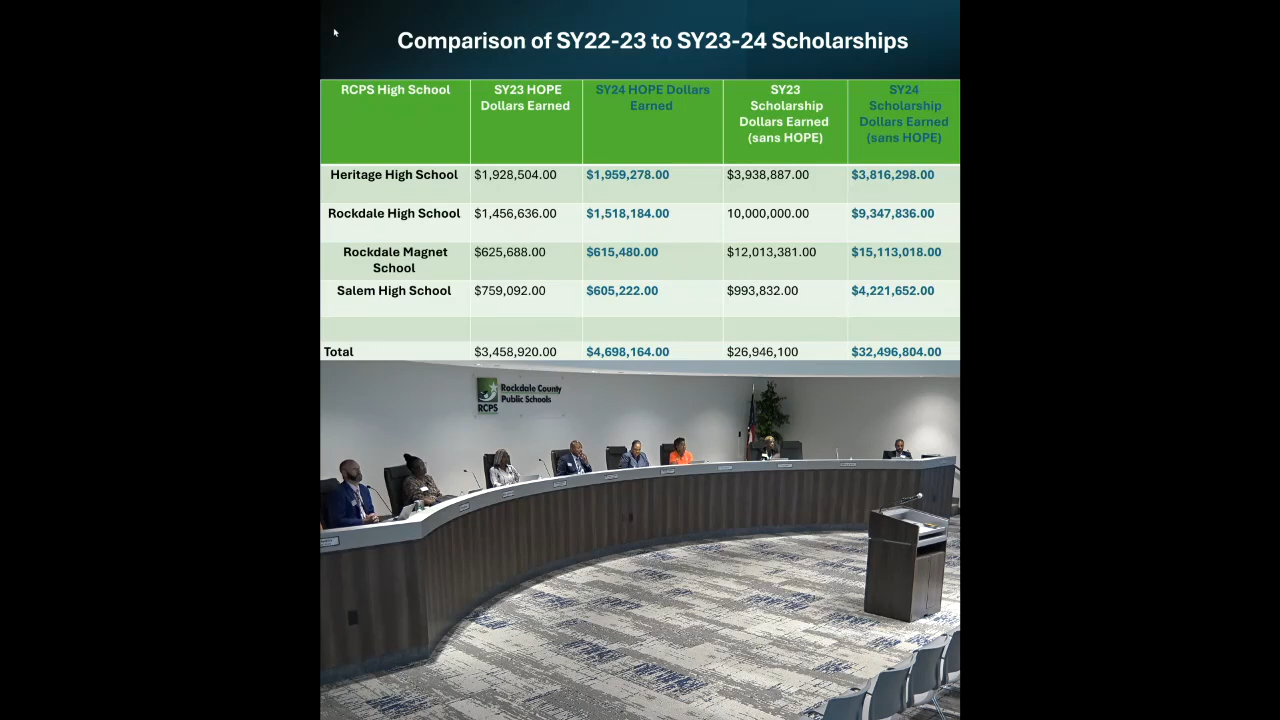 Comparison of SY22-23 to SY23-24 Scholarships
RCPS High School
SY23 HOPE
Dollars Earned
SY24 HOPE Dollars
Earned
SY23
Scholarship
Dollars Earned
(sans HOPE)
SY24
Scholarship
Dollars Earned
(sans HOPE)
Heritage High School $1,928,504.00 $1,959,278.00 $3,938,887.00 $3,816,298.00
Rockdale High School $1,456,636.00 $1,518,184.00 10,000,000.00 $9,347,836.00
Rockdale Magnet
School
$625,688.00 $615,480.00 $12,013,381.00 $15,113,018.00
Salem High School $759,092.00 $605,222.00 $993,832.00 $4,221,652.00
Total $3,458,920.00 $4,698,164.00 $26,946,100 $32,496,804.00
Rockdale County
Public Schools
RCPS